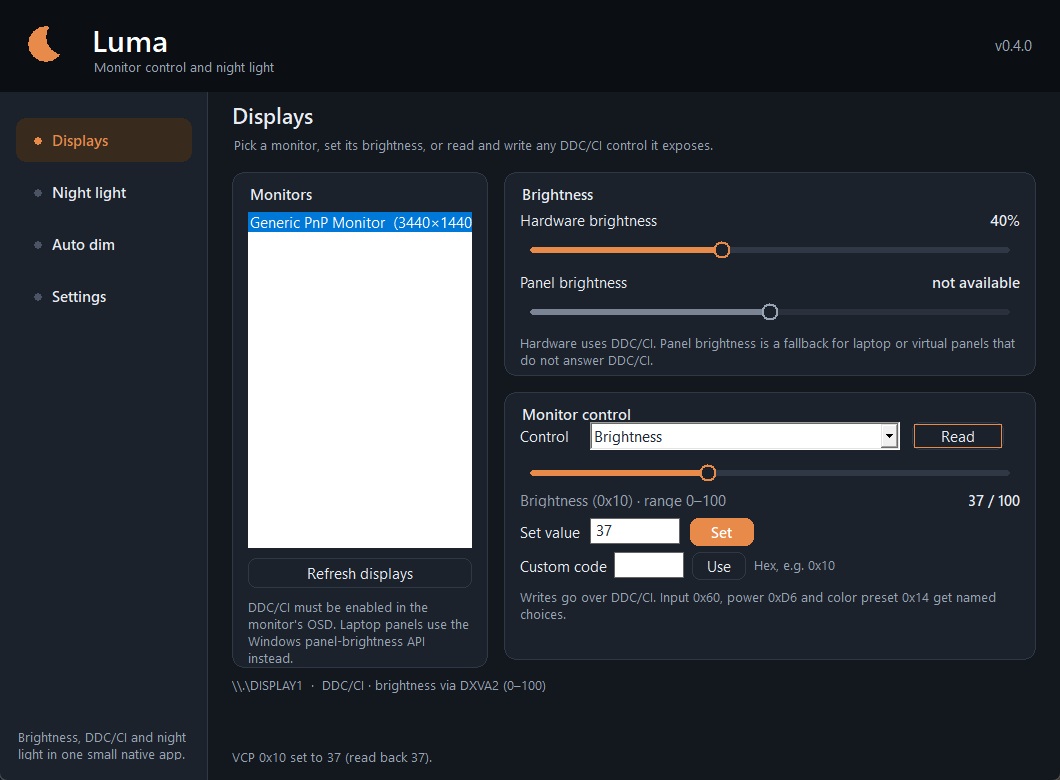 Luma
Monitor control and night light
v0.4.0
Displays
Night light
Auto dim
Settings
Brightness, DDC/CI and night
light in one small native app.
Displays
Pick a monitor, set its brightness, or read and write any DDC/CI control it exposes.
Monitors
Generic PnP Monitor (3440×1440
Refresh displays
DDC/CI must be enabled in the
monitor's OSD. Laptop panels use the
Windows panel-brightness API
instead.
Brightness
Hardware brightness 40%
Panel brightness not available
Hardware uses DDC/CI. Panel brightness is a fallback for laptop or virtual panels that
do not answer DDC/CI.
Monitor control
Control Brightness Read
Brightness (0x10) · range 0–100 37 / 100
Set value 37 Set
Custom code Use Hex, e.g. 0x10
Writes go over DDC/CI. Input 0x60, power 0xD6 and color preset 0x14 get named
choices.
\\.\DISPLAY1 · DDC/CI · brightness via DXVA2 (0–100)
VCP 0x10 set to 37 (read back 37).